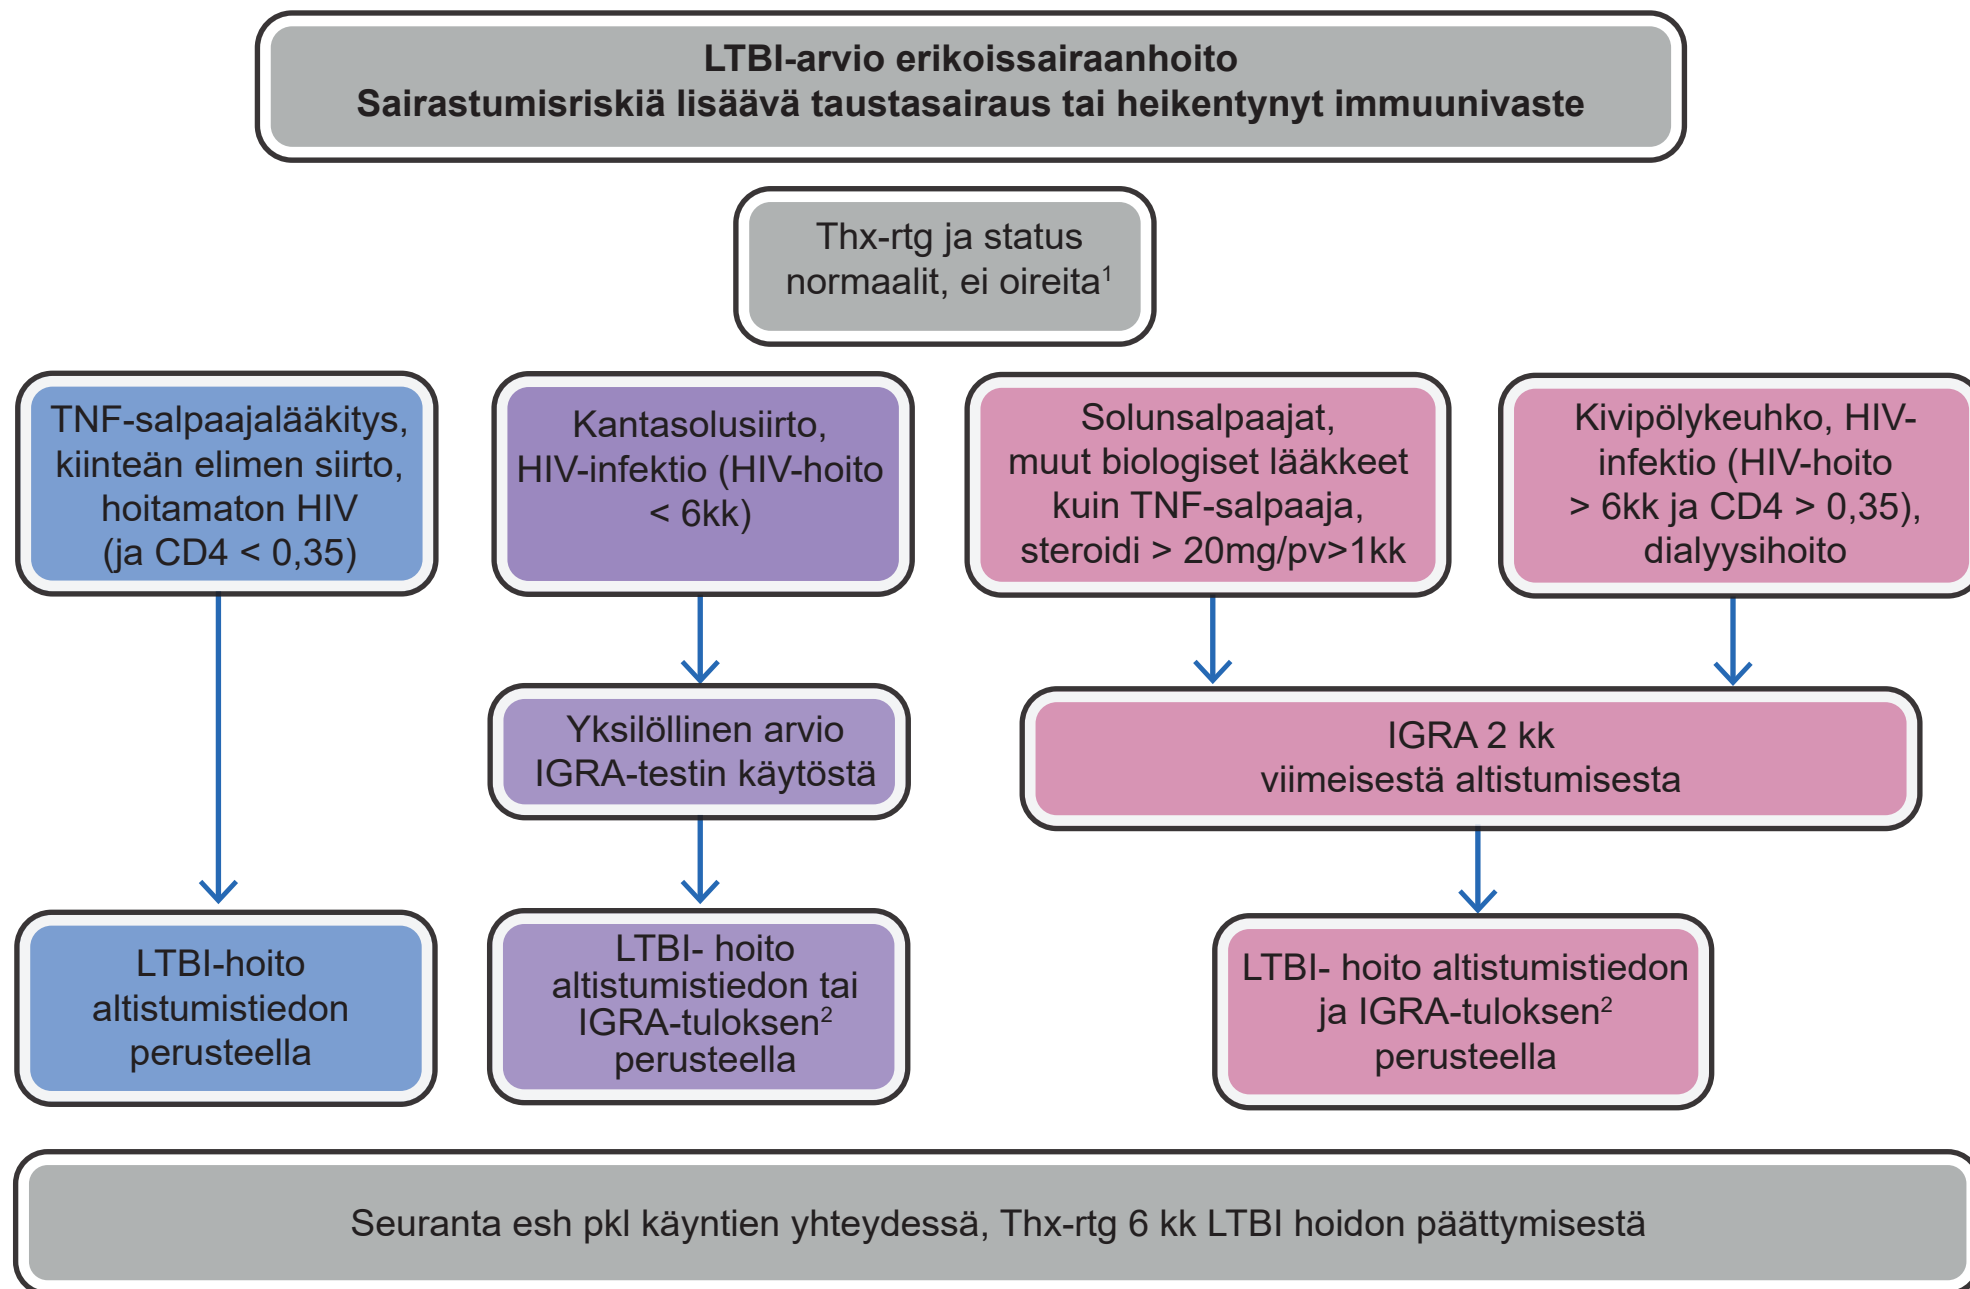 LTBI-arvio erikoissairaanhoito
Sairastumisriskiä lisäävä taustasairaus tai heikentynyt immuunivaste
Thx-rtg ja status
normaalit, ei oireita¹
TNF-salpaajalääkitys,
kiinteän elimen siirto,
hoitamaton HIV
(ja CD4 < 0,35)
Kantasolusiirto,
HIV-infektio (HIV-hoito
< 6kk)
Solunsalpaajat,
muut biologiset lääkkeet
kuin TNF-salpaaja,
steroidi > 20mg/pv>1kk
Kivipölykeuhko, HIV-
infektio (HIV-hoito
> 6kk ja CD4 > 0,35),
dialyysihoito
Yksilöllinen arvio
IGRA-testin käytöstä
IGRA 2 kk
viimeisestä altistumisesta
LTBI-hoito
altistumistiedon
perusteella
LTBI- hoito
altistumistiedon tai
IGRA-tuloksen²
perusteella
LTBI- hoito altistumistiedon
ja IGRA-tuloksen²
perusteella
Seuranta esh pkl käyntien yhteydessä, Thx-rtg 6 kk LTBI hoidon päättymisestä